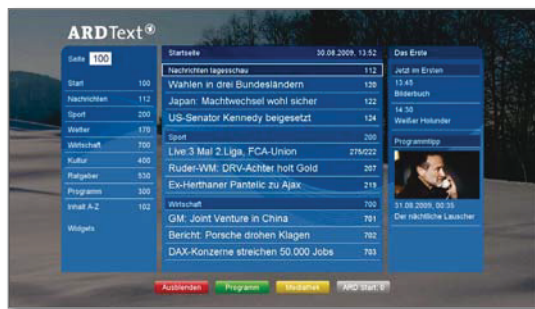 ARDText
Seite 100
Start 100
Nachrichten 112
Sport 200
Wetter 170
Wirtschaft 700
Kultur 400
Ratgeber 530
Programm 300
Inhalt A-Z 102
Widgets
Startseite 30.08.2009, 13:52
Nachrichten tagesschau 112
Wahlen in drei Bundesländern 120
Japan: Machtwechsel wohl sicher 122
US-Senator Kennedy beigesetzt 124
Sport 200
Live:3 Mal 2.Liga, FCA-Union 275/222
Ruder-WM: DRV-Achter holt Gold 207
Ex-Herthaner Pantelic zu Ajax 219
Wirtschaft 700
GM: Joint Venture in China 701
Bericht: Porsche drohen Klagen 702
DAX-Konzerne streichen 50.000 Jobs 703
Das Erste
Jetzt im Ersten
13:45
Bilderbuch
14:30
Weißer Holunder
Programmtipp
31.08.2009, 00:35
Der nächtliche Lauscher
Ausblenden
Programm
Mediathek
ARD Start: 0